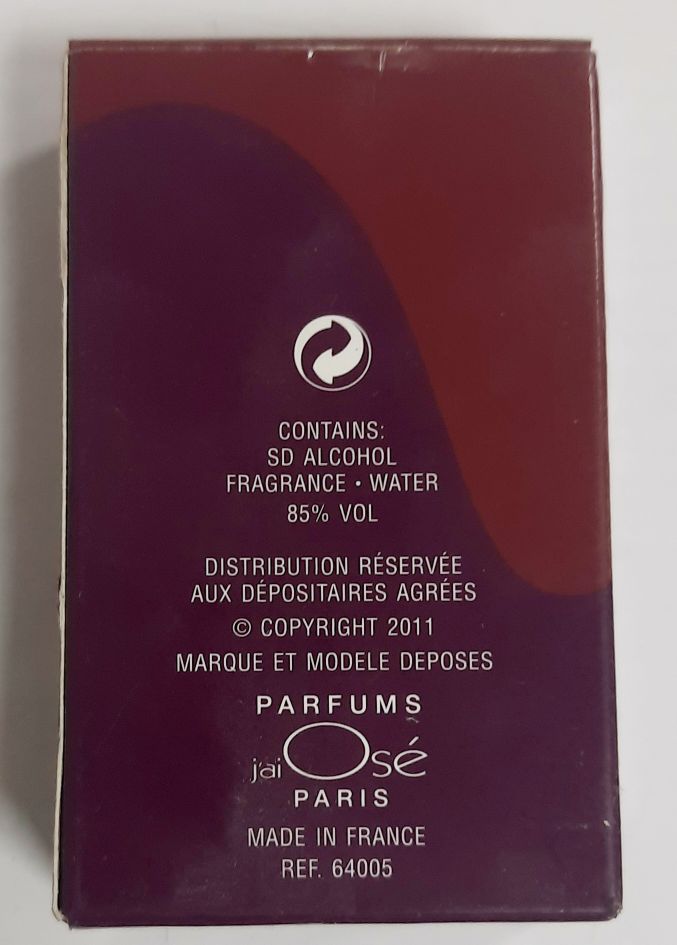 CONTAINS:
SD ALCOHOL
FRAGRANCE • WATER
85% VOL
DISTRIBUTION RÉSERVÉE
AUX DÉPOSITAIRES AGRÉES
© COPYRIGHT 2011
MARQUE ET MODELE DEPOSES
PARFUMS
j'ai Osé
PARIS
MADE IN FRANCE
REF. 64005